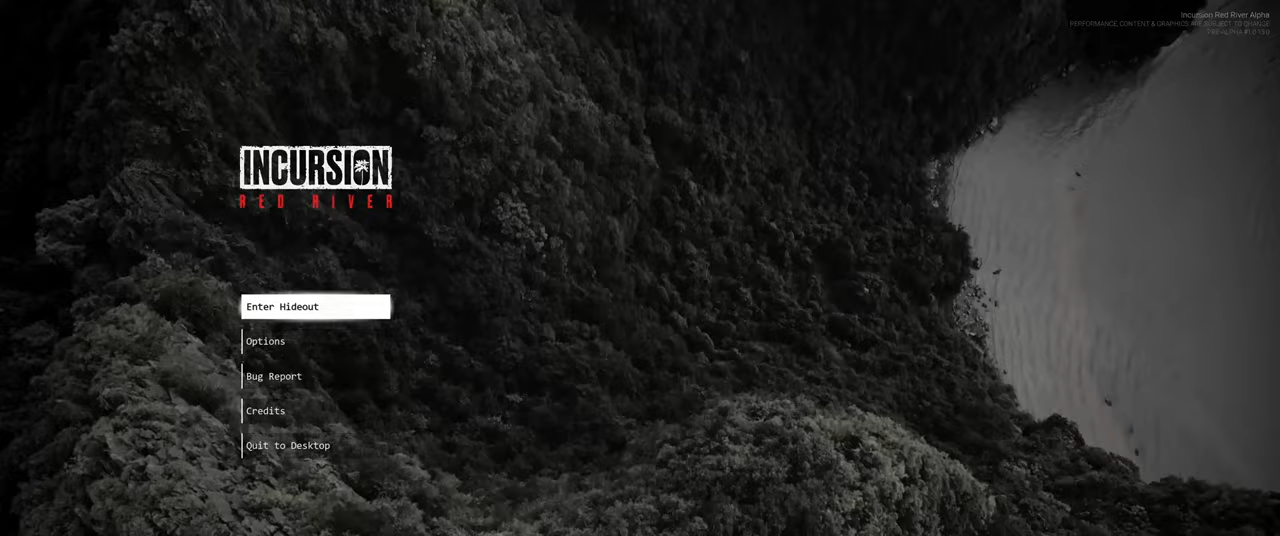 Incursion Red River Alpha
PERFORMANCE, CONTENT & GRAPHICS ARE SUBJECT TO CHANGE
INCURSION
RED RIVER
Enter Hideout
Options
Bug Report
Credits
Quit to Desktop